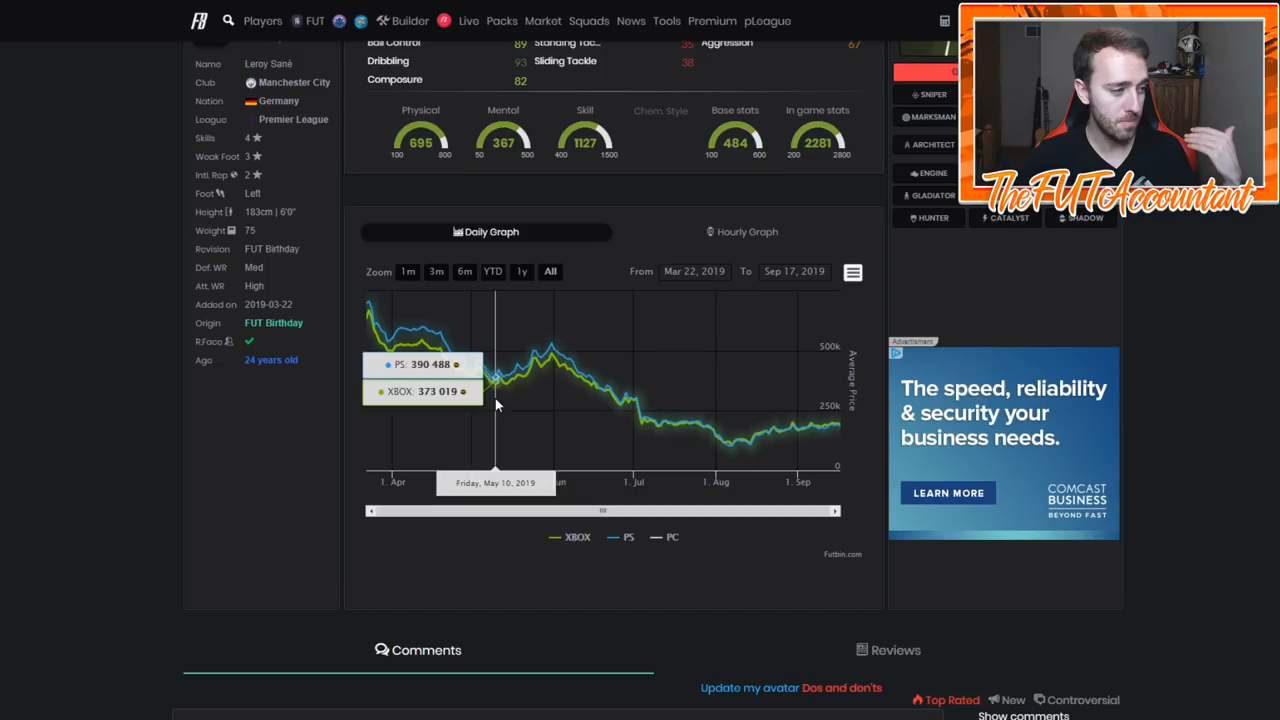 F8 Players FUT Builder Live Packs Market Squads News Tools Premium pLeague
Ball Control 89 Standing Tac... 35 Aggression 67
Dribbling 93 Sliding Tackle 38
Composure 82
Name Leroy Sané
Club Manchester City
Nation Germany
League Premier League
Skills 4
Weak Foot 3
Intl. Rep 2
Foot Left
Height 183cm | 6'0"
Weight 75
Revision FUT Birthday
Def. WR Med
Att. WR High
Added on 2019-03-22
Origin FUT Birthday
R.Face
Age 24 years old
Physical Mental Skill Chem. Style Base stats In game stats
695 367 1127 484 2281
100 800 50 500 400 1500 100 600 200 2800
SNIPER
MARKSMAN
ARCHITECT
ENGINE
GLADIATOR
HUNTER CATALYST SHADOW
TheFUTAccountant
Daily Graph Hourly Graph
Zoom 1m 3m 6m YTD 1y All From Mar 22, 2019 To Sep 17, 2019
500k
250k
0
Average Price
PS: 390 488
XBOX: 373 019
Friday, May 10, 2019
1. Apr un 1. Jul 1. Aug 1. Sep
XBOX PS PC
Futbin.com
Advertisment
The speed, reliability
& security your
business needs.
LEARN MORE
COMCAST
BUSINESS
BEYOND FAST
Comments Reviews
Update my avatar Dos and don'ts
Top Rated New Controversial
Show comments